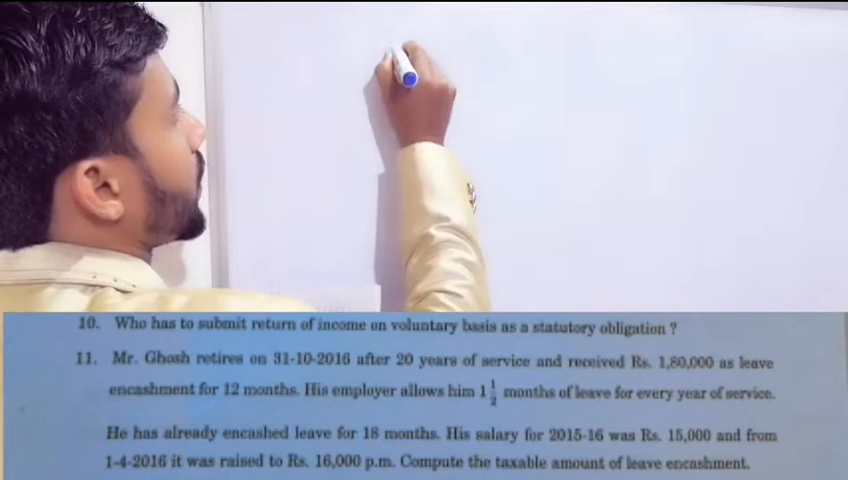 10. Who has to submit return of income on voluntary basis as a statutory obligation ?
11. Mr. Ghosh retires on 31-10-2016 after 20 years of service and received Rs. 1,80,000 as leave
encashment for 12 months. His employer allows him 1 1/2 months of leave for every year of service.
He has already encashed leave for 18 months. His salary for 2015-16 was Rs. 15,000 and from
1-4-2016 it was raised to Rs. 16,000 p.m. Compute the taxable amount of leave encashment.